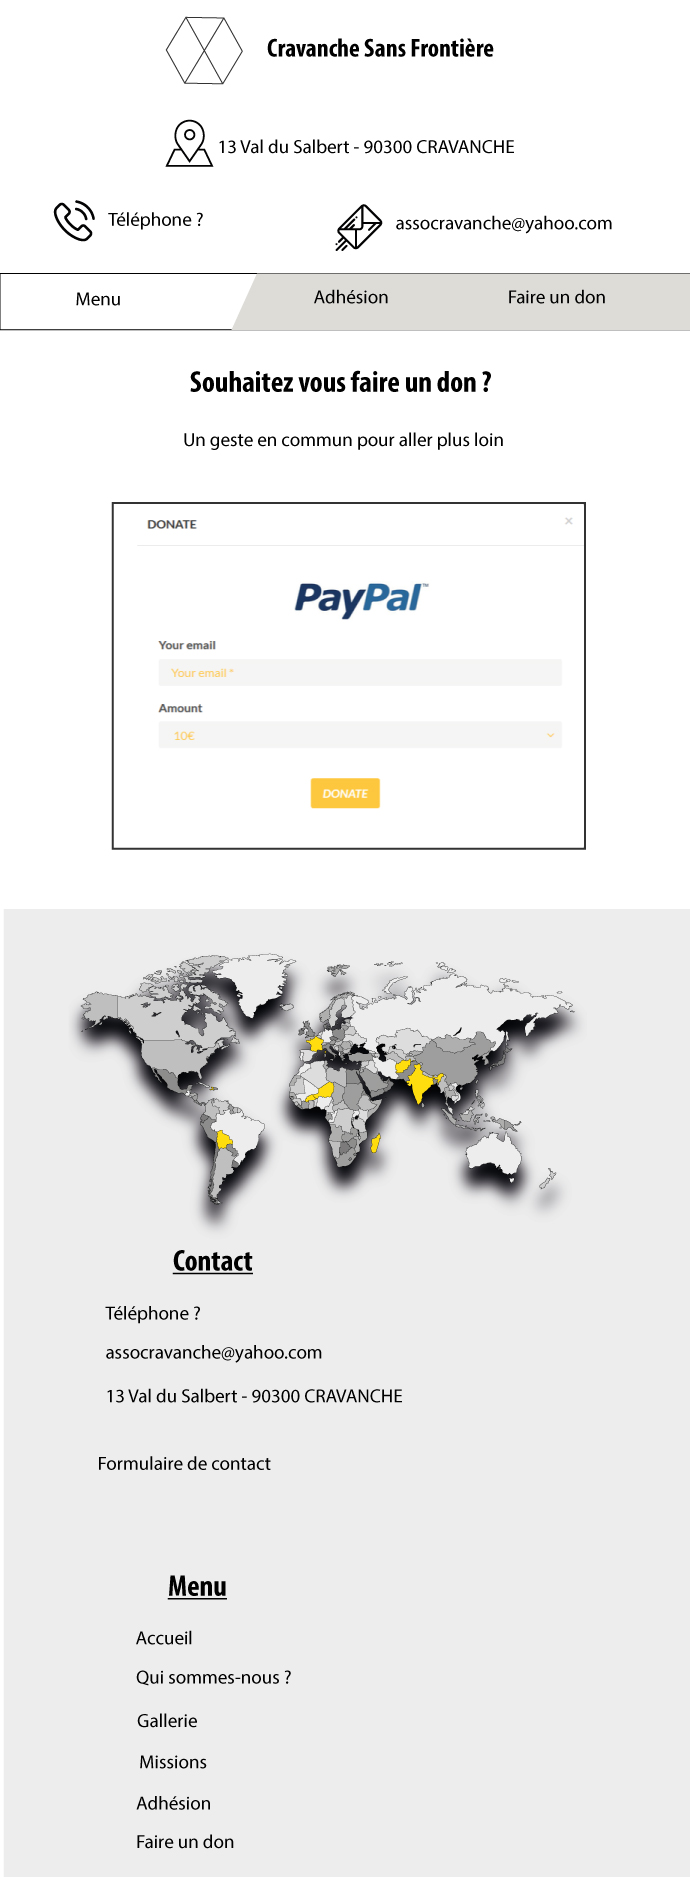 Cravanche Sans Frontière
13 Val du Salbert - 90300 CRAVANCHE
Téléphone ?
assocravanche@yahoo.com
Menu
Adhésion
Faire un don
Souhaitez vous faire un don ?
Un geste en commun pour aller plus loin
DONATE ×
PayPal™
Your email
Your email *
Amount
10€
DONATE
Contact
Téléphone ?
assocravanche@yahoo.com
13 Val du Salbert - 90300 CRAVANCHE
Formulaire de contact
Menu
Accueil
Qui sommes-nous ?
Gallerie
Missions
Adhésion
Faire un don